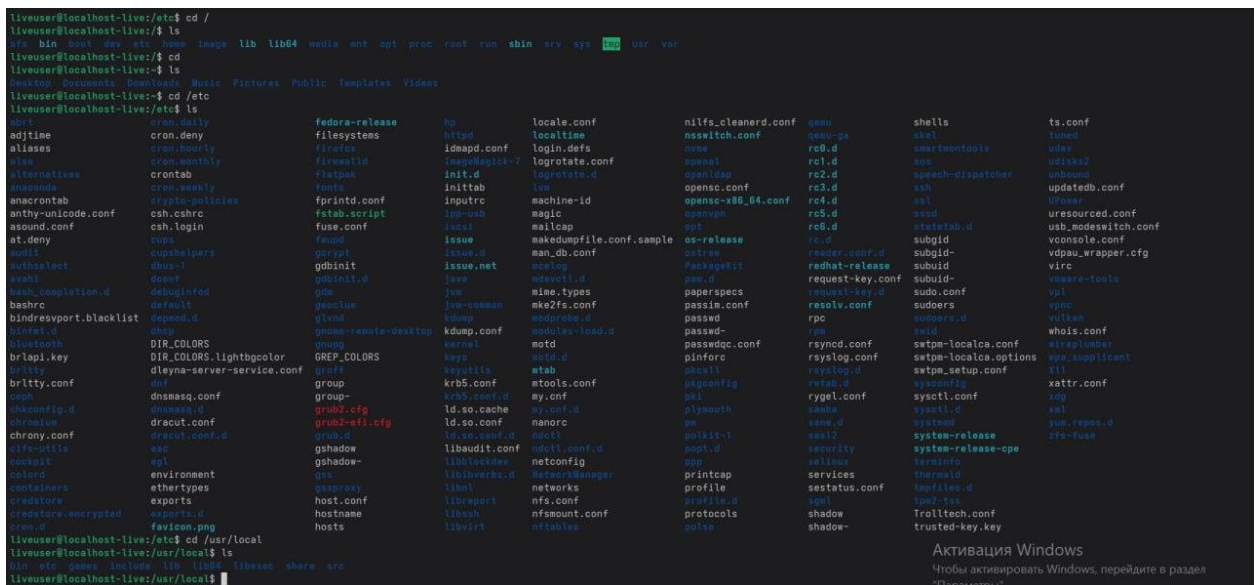 liveuser@localhost-live:/etc$ cd /
liveuser@localhost-live:/$ ls
afs bin boot dev etc home image lib lib64 media mnt opt proc root run sbin srv sys tmp usr var
liveuser@localhost-live:/$ cd
liveuser@localhost-live:~$ ls
Desktop Documents Downloads Music Pictures Public Templates Videos
liveuser@localhost-live:~$ cd /etc
liveuser@localhost-live:/etc$ ls
abrt cron.daily fedora-release hp locale.conf nilfs_cleanerd.conf qemu shells ts.conf
adjtime cron.deny filesystems httpd localtime nsswitch.conf qemu-ga skel tuned
aliases cron.hourly firefox idmapd.conf login.defs nvme rc0.d smartmontools udev
alsa cron.monthly firewalld ImageMagick-7 logrotate.conf openal rc1.d sos udisks2
alternatives crontab flatpak init.d logrotate.d openldap rc2.d speech-dispatcher unbound
anaconda cron.weekly fonts inittab lvm opensc.conf rc3.d ssh updatedb.conf
anacrontab crypto-policies fprintd.conf inputrc machine-id opensc-x86_64.conf rc4.d ssl UPower
anthy-unicode.conf csh.cshrc fstab.script ipp-usb magic openvpn rc5.d sssd uresourced.conf
asound.conf csh.login fuse.conf iscsi mailcap opt rc6.d statetab.d usb_modeswitch.conf
at.deny cups fwupd issue makedumpfile.conf.sample os-release rc.d subgid vconsole.conf
audit cupshelpers gcrypt issue.d man_db.conf ostree reader.conf.d subgid- vdpau_wrapper.cfg
authselect dbus-1 gdbinit issue.net mcelog PackageKit redhat-release subuid virc
avahi dconf gdbinit.d java mdevctl.d pam.d request-key.conf subuid- vmware-tools
bash_completion.d debuginfod gdm jvm mime.types paperspecs request-key.d sudo.conf vpl
bashrc default geoclue jvm-common mke2fs.conf passim.conf resolv.conf sudoers vpnc
bindresvport.blacklist depmod.d glvnd kdump modprobe.d passwd rpc sudoers.d vulkan
binfmt.d dhcp gnome-remote-desktop kdump.conf modules-load.d passwd- rpm swid whois.conf
bluetooth DIR_COLORS gnupg kernel motd passwdqc.conf rsyncd.conf swtpm-localca.conf wireplumber
brlapi.key DIR_COLORS.lightbgcolor GREP_COLORS keys motd.d pinforc rsyslog.conf swtpm-localca.options wpa_supplicant
brltty dleyna-server-service.conf groff keyutils mtab pkcs11 rsyslog.d swtpm_setup.conf X11
brltty.conf dnf group krb5.conf mtools.conf pkgconfig rwtab.d sysconfig xattr.conf
ceph dnsmasq.conf group- krb5.conf.d my.cnf pki rygel.conf sysctl.conf xdg
chkconfig.d dnsmasq.d grub2.cfg ld.so.cache my.cnf.d plymouth samba sysctl.d xml
chromium dracut.conf grub2-efi.cfg ld.so.conf nanorc pm sane.d systemd yum.repos.d
chrony.conf dracut.conf.d grub.d ld.so.conf.d ndctl polkit-1 sasl2 system-release zfs-fuse
cifs-utils eac gshadow libaudit.conf ndctl.conf.d popt.d security system-release-cpe
cockpit egl gshadow- libblockdev netconfig ppp selinux terminfo
colord environment gss libibverbs.d NetworkManager printcap services thermald
containers ethertypes gssproxy libnl networks profile sestatus.conf tmpfiles.d
credstore exports host.conf libreport nfs.conf profile.d sgml tpm2-tss
credstore.encrypted exports.d hostname libssh nfsmount.conf protocols shadow Trolltech.conf
cron.d favicon.png hosts libvirt nftables pulse shadow- trusted-key.key
liveuser@localhost-live:/etc$ cd /usr/local
liveuser@localhost-live:/usr/local$ ls
bin etc games include lib lib64 libexec share src
liveuser@localhost-live:/usr/local$
Активация Windows
Чтобы активировать Windows, перейдите в раздел
"Параметры".